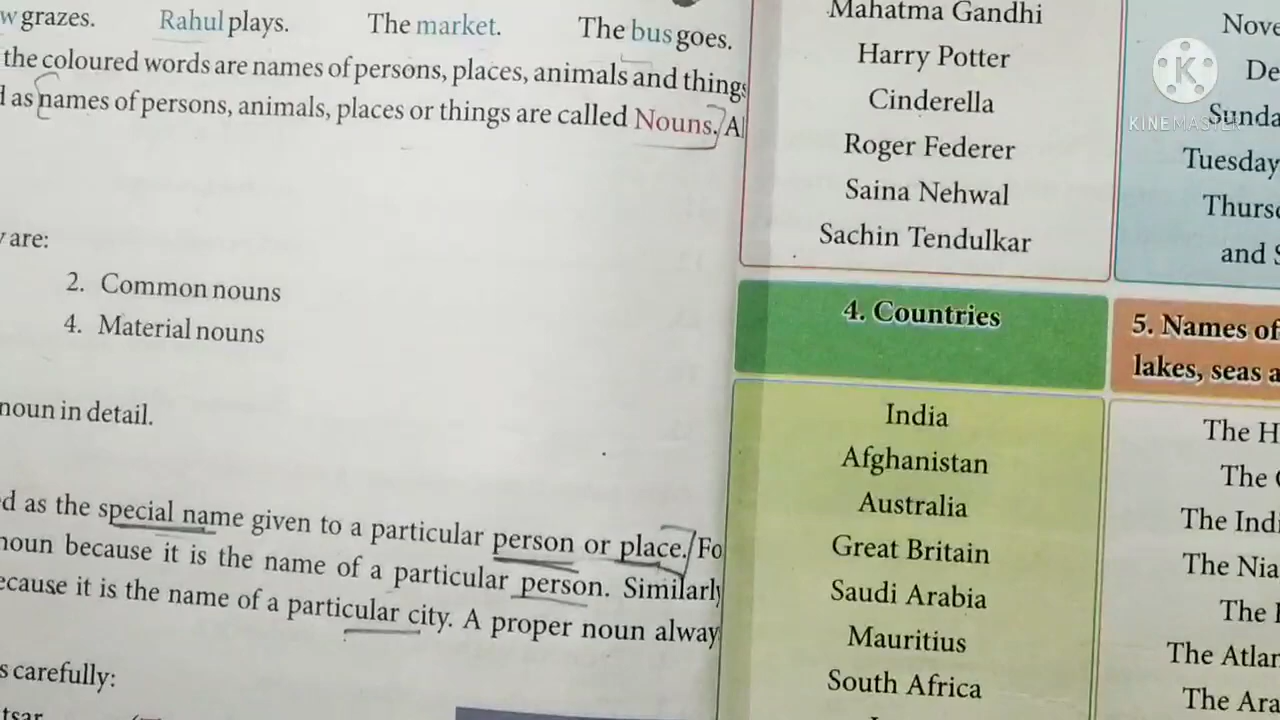 grazes. Rahul plays. The market. The bus goes.
the coloured words are names of persons, places, animals and things
as names of persons, animals, places or things are called Nouns.
are:
2. Common nouns
4. Material nouns
noun in detail.
as the special name given to a particular person or place.
noun because it is the name of a particular person. Similarly
because it is the name of a particular city. A proper noun
carefully:
Mahatma Gandhi
Harry Potter
Cinderella
Roger Federer
Saina Nehwal
Sachin Tendulkar
4. Countries
India
Afghanistan
Australia
Great Britain
Saudi Arabia
Mauritius
South Africa
K
KINEMASTER
Tuesday
and
5. Names of
lakes, seas
The
The
The
The
The
The
The